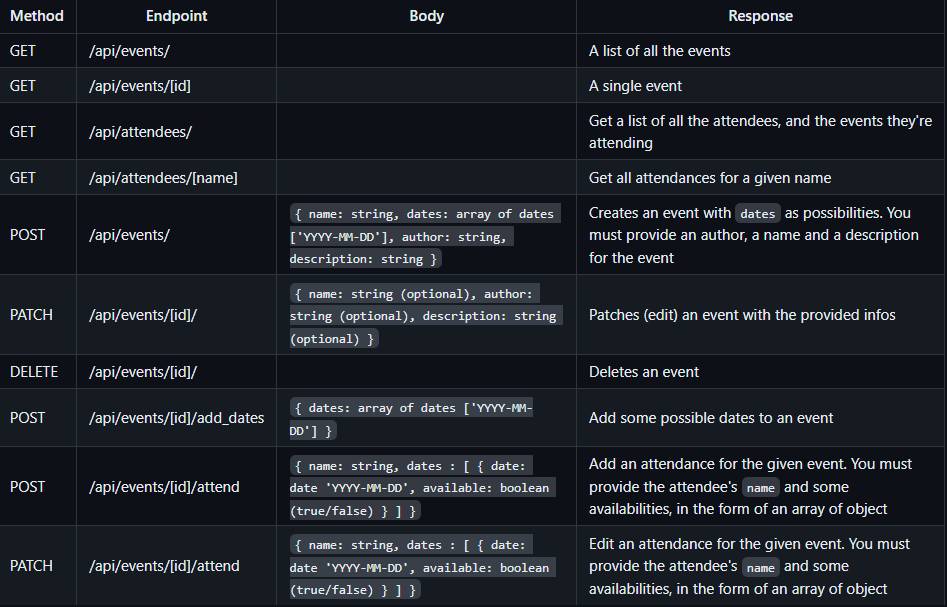 Method Endpoint Body Response
GET /api/events/ A list of all the events
GET /api/events/[id] A single event
GET /api/attendees/ Get a list of all the attendees, and the events they're
attending
GET /api/attendees/[name] Get all attendances for a given name
POST /api/events/
{ name: string, dates: array of dates
['YYYY-MM-DD'], author: string,
description: string }
Creates an event with dates as possibilities. You
must provide an author, a name and a description
for the event
PATCH /api/events/[id]/
{ name: string (optional), author:
string (optional), description: string
(optional) }
Patches (edit) an event with the provided infos
DELETE /api/events/[id]/ Deletes an event
POST /api/events/[id]/add_dates
{ dates: array of dates ['YYYY-MM-
DD'] }
Add some possible dates to an event
POST /api/events/[id]/attend
{ name: string, dates : [ { date:
date 'YYYY-MM-DD', available: boolean
(true/false) } ] }
Add an attendance for the given event. You must
provide the attendee's name and some
availabilities, in the form of an array of object
PATCH /api/events/[id]/attend
{ name: string, dates : [ { date:
date 'YYYY-MM-DD', available: boolean
(true/false) } ] }
Edit an attendance for the given event. You must
provide the attendee's name and some
availabilities, in the form of an array of object